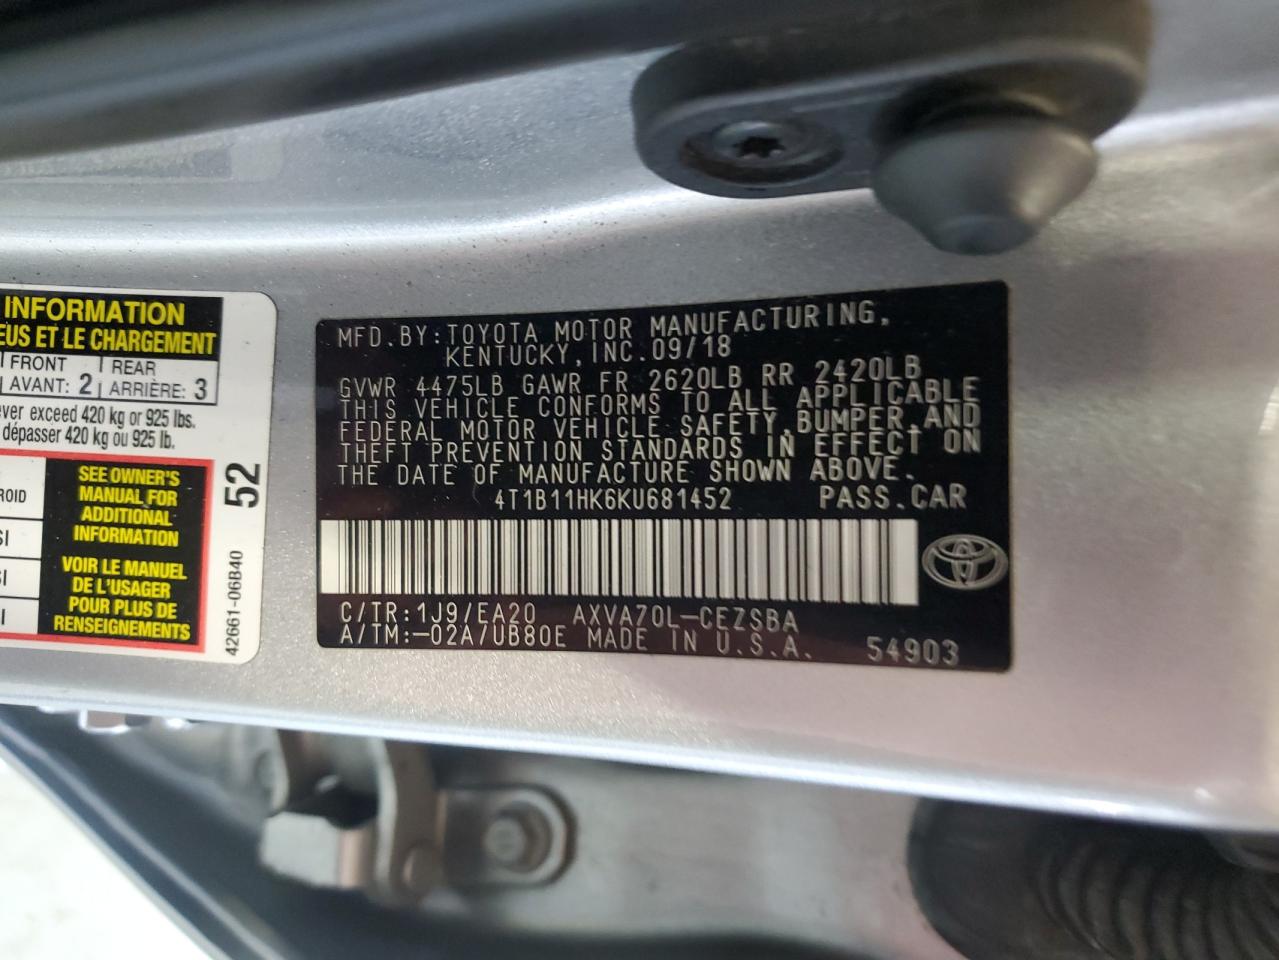 INFORMATION
EUS ET LE CHARGEMENT
FRONT REAR
AVANT: 2 ARRIÈRE: 3
ever exceed 420 kg or 925 lbs.
dépasser 420 kg ou 925 lb.
SEE OWNER'S
MANUAL FOR
ADDITIONAL
INFORMATION
VOIR LE MANUEL
DE L'USAGER
POUR PLUS DE
RENSEIGNEMENTS
ROID
SI
SI
SI
52
42661-06B40
MFD. BY: TOYOTA MOTOR MANUFACTURING,
KENTUCKY, INC. 09/18
GVWR 4475LB GAWR FR 2620LB RR 2420LB
THIS VEHICLE CONFORMS TO ALL APPLICABLE
FEDERAL MOTOR VEHICLE SAFETY, BUMPER, AND
THEFT PREVENTION STANDARDS IN EFFECT ON
THE DATE OF MANUFACTURE SHOWN ABOVE.
4T1B11HK6KU681452 PASS. CAR
C/TR: 1J9/EA20 AXVA70L-CEZSBA
A/TM: -02A/UB80E MADE IN U.S.A. 54903